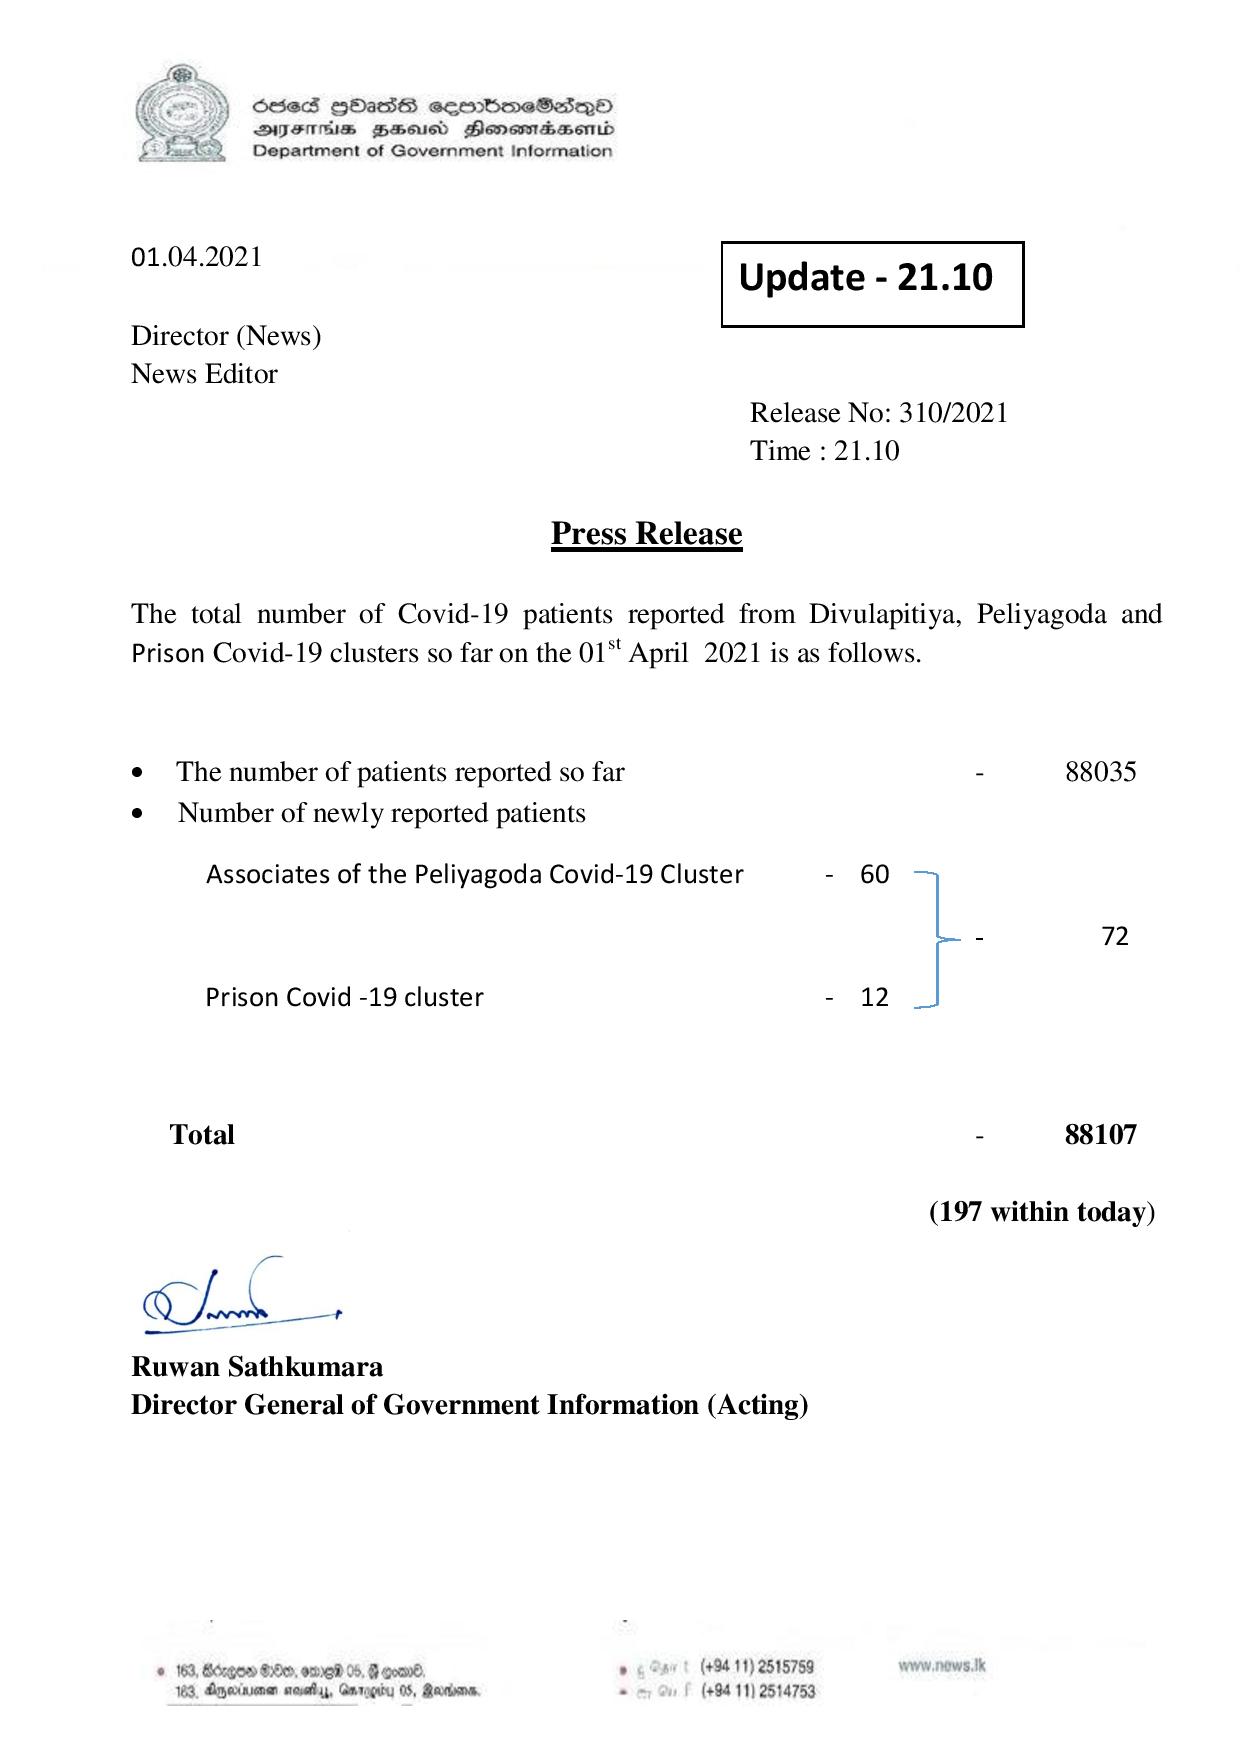 රජයේ ප්‍රවෘත්ති දෙපාර්තමේන්තුව
அரசாங்க தகவல் திணைக்களம்
Department of Government Information
01.04.2021
Update - 21.10
Director (News)
News Editor
Release No: 310/2021
Time : 21.10
Press Release
The total number of Covid-19 patients reported from Divulapitiya, Peliyagoda and
Prison Covid-19 clusters so far on the 01st April 2021 is as follows.
• The number of patients reported so far - 88035
• Number of newly reported patients
Associates of the Peliyagoda Covid-19 Cluster - 60
- 72
Prison Covid -19 cluster - 12
Total - 88107
(197 within today)
Ruwan Sathkumara
Director General of Government Information (Acting)
163, කිරුලපන මාවත, කොළඹ 05, ශ්‍රී ලංකාව.
163, கிருலப்பனை எவனியூ, கொழும்பு 05, இலங்கை.
(+94 11) 2515759
(+94 11) 2514753
www.news.lk